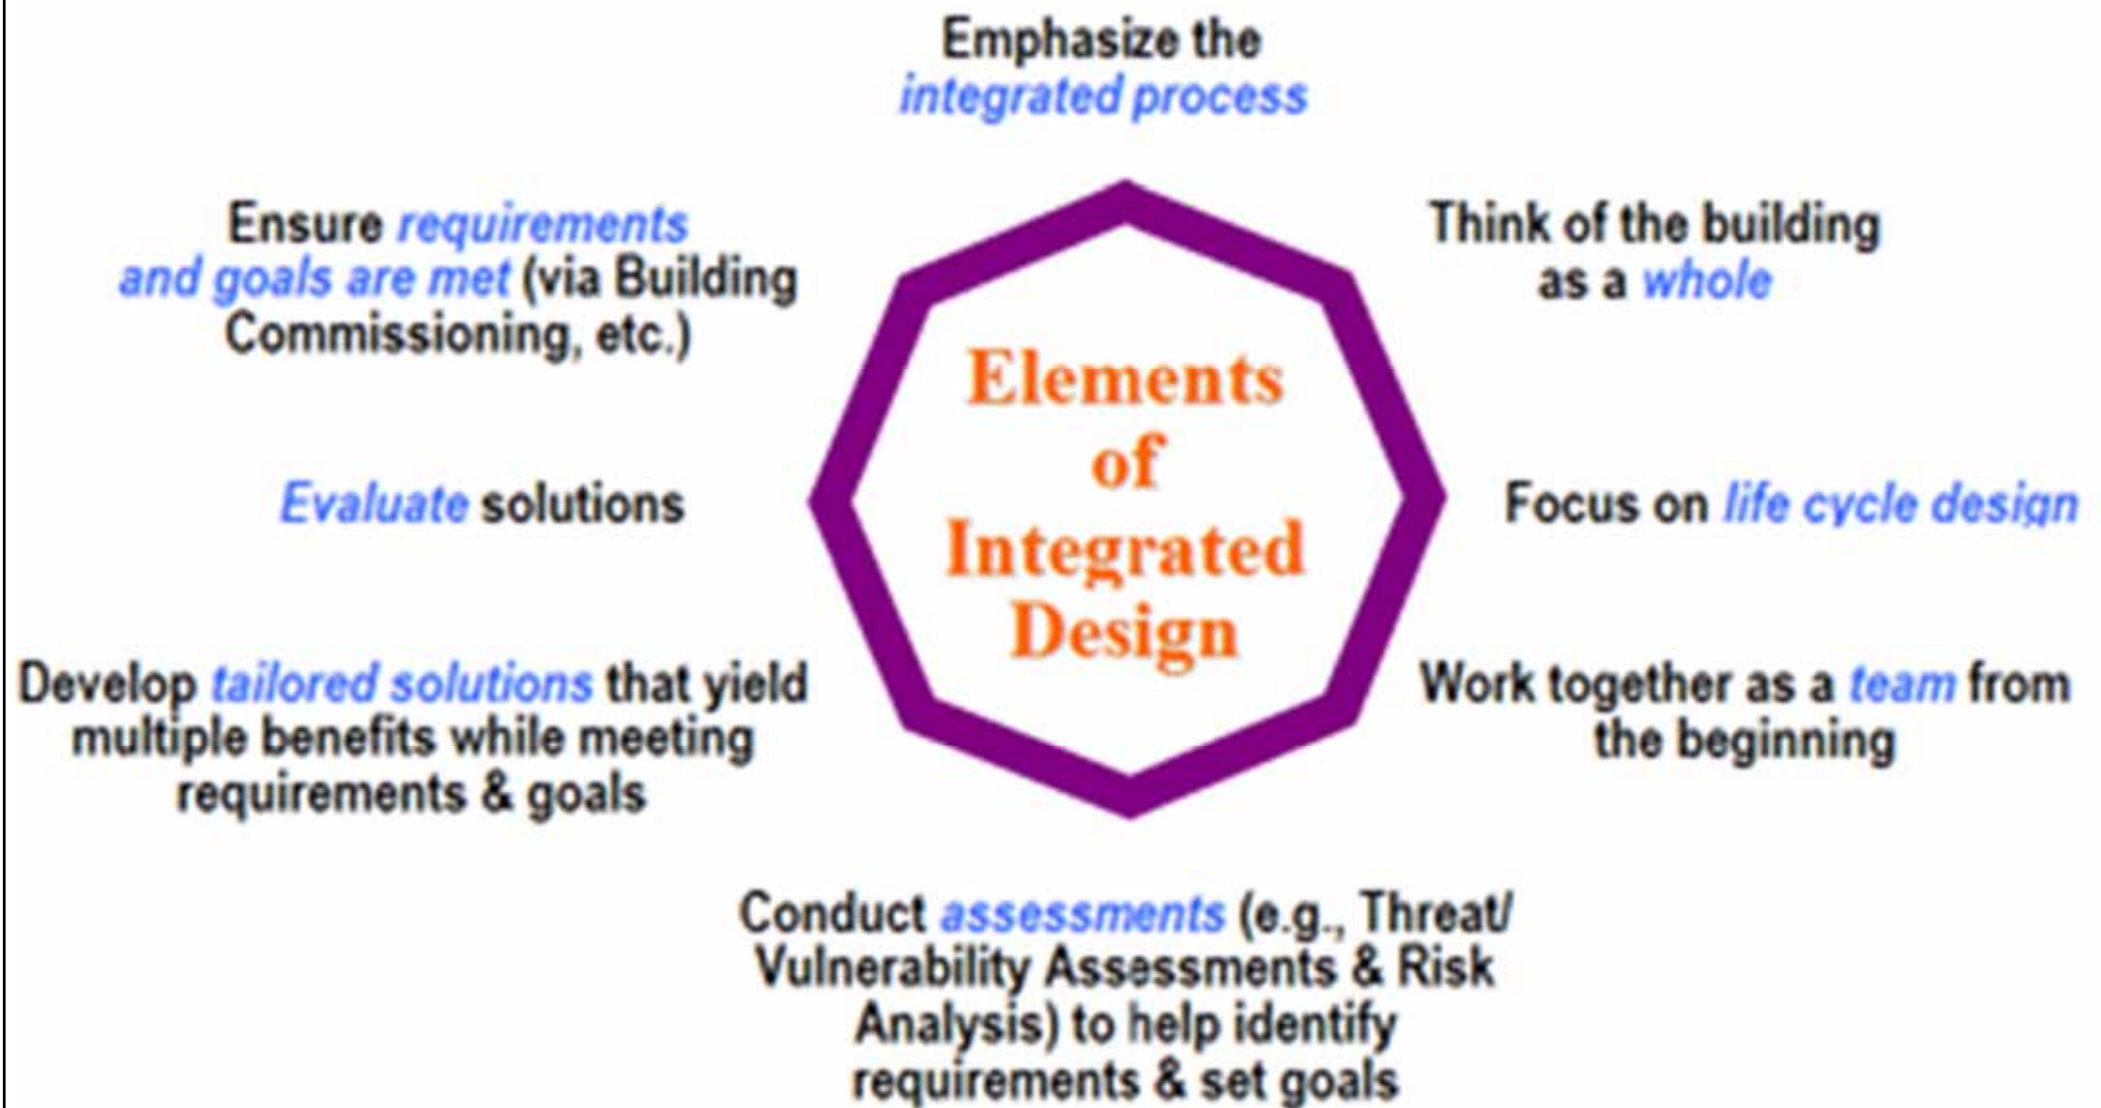 Emphasize the
integrated process
Think of the building
as a whole
Focus on life cycle design
Work together as a team from
the beginning
Conduct assessments (e.g., Threat/
Vulnerability Assessments & Risk
Analysis) to help identify
requirements & set goals
Develop tailored solutions that yield
multiple benefits while meeting
requirements & goals
Evaluate solutions
Ensure requirements
and goals are met (via Building
Commissioning, etc.)
Elements
of
Integrated
Design